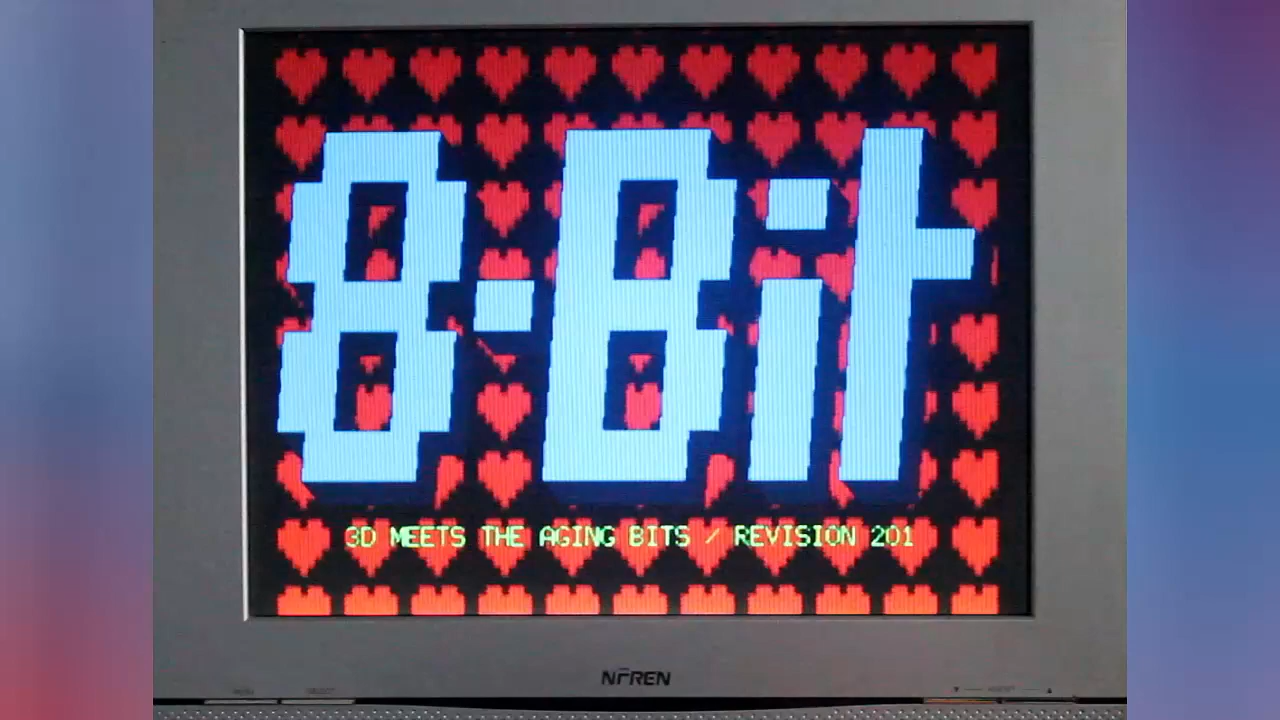 8-Bit
3D MEETS THE AGING BITS / REVISION 201
NFREN